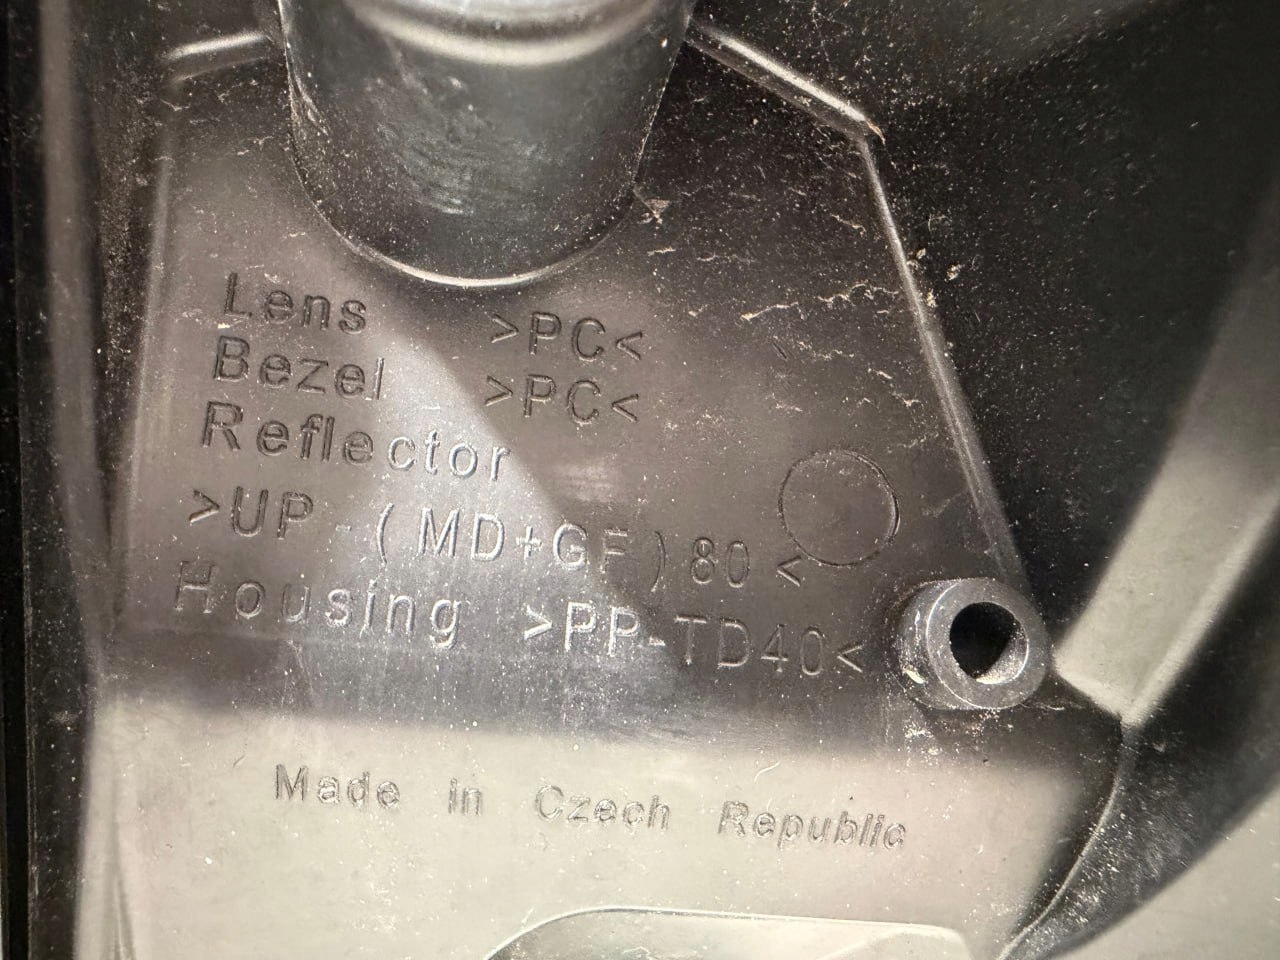 Lens >PC<
Bezel >PC<
Reflector
>UP-(MD+GF)80<
Housing >PP-TD40<
Made in Czech Republic